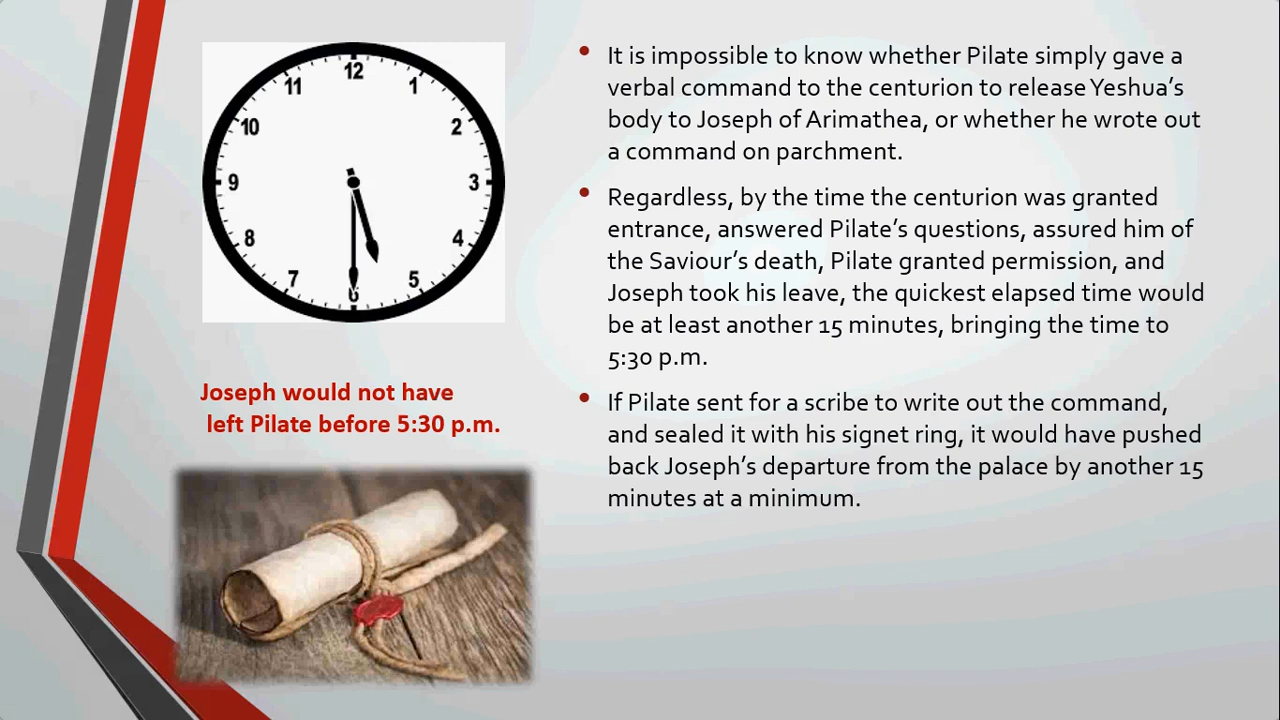 12
11
1
10
2
9
3
8
4
7
5
6
Joseph would not have
left Pilate before 5:30 p.m.
• It is impossible to know whether Pilate simply gave a
verbal command to the centurion to release Yeshua’s
body to Joseph of Arimathea, or whether he wrote out
a command on parchment.
• Regardless, by the time the centurion was granted
entrance, answered Pilate’s questions, assured him of
the Saviour’s death, Pilate granted permission, and
Joseph took his leave, the quickest elapsed time would
be at least another 15 minutes, bringing the time to
5:30 p.m.
• If Pilate sent for a scribe to write out the command,
and sealed it with his signet ring, it would have pushed
back Joseph’s departure from the palace by another 15
minutes at a minimum.